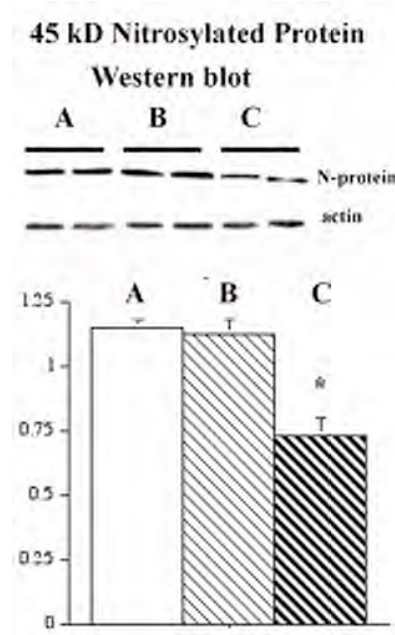 45 kD Nitrosylated Protein
Western blot
A B C
N-protein
actin
A B C
1.25
1
*
0.75
0.5
0.25
0